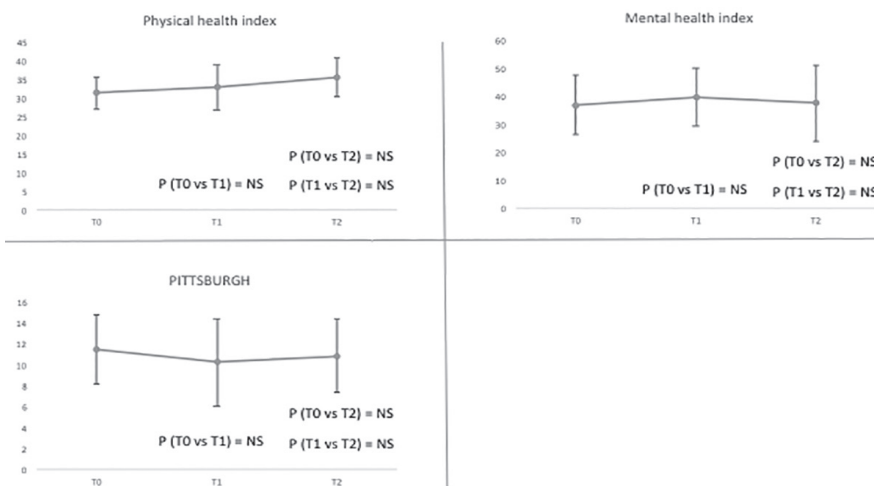 Physical health index
45
40
35
30
25
20
15
10
5
0
P (T0 vs T2) = NS
P (T0 vs T1) = NS P (T1 vs T2) = NS
T0 T1 T2
Mental health index
60
50
40
30
20
10
0
P (T0 vs T2) = NS
P (T0 vs T1) = NS P (T1 vs T2) = NS
T0 T1 T2
PITTSBURGH
16
14
12
10
8
6
4
2
0
P (T0 vs T2) = NS
P (T0 vs T1) = NS P (T1 vs T2) = NS
T0 T1 T2